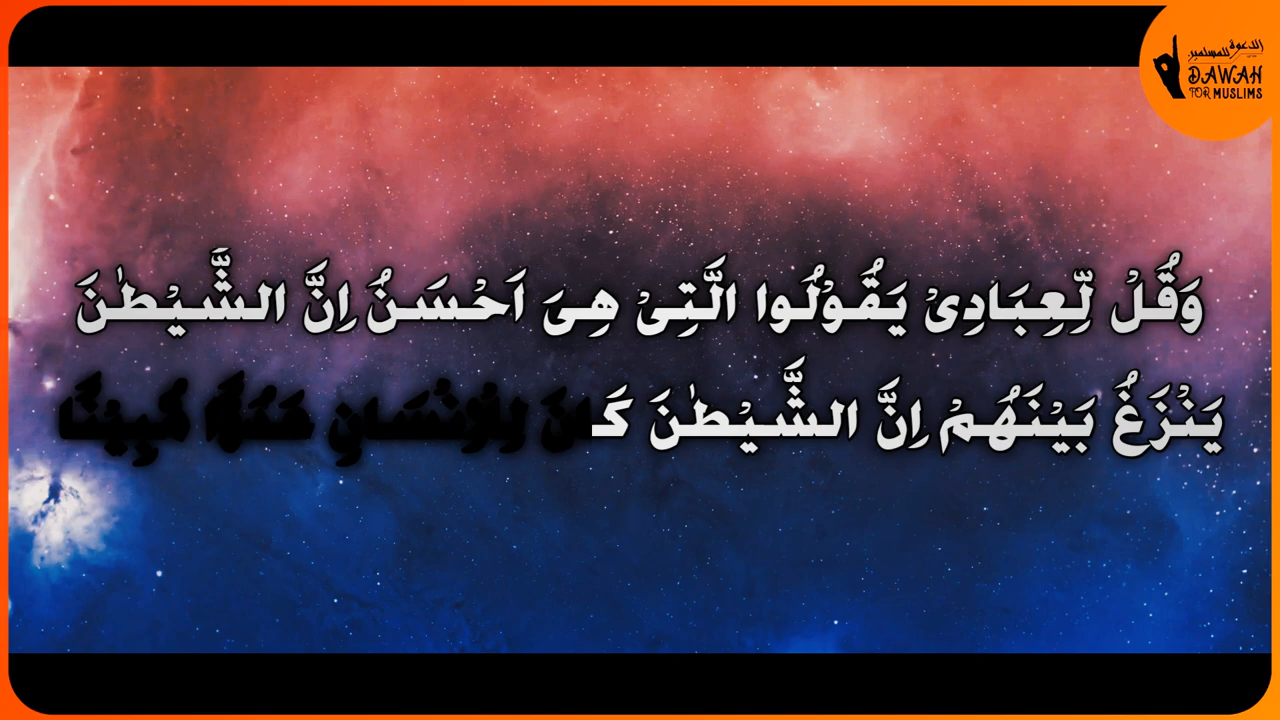 الدعوة للمسلمين
DAWAH
FOR MUSLIMS
وَقُلْ لِّعِبَادِیْ یَقُوْلُوا الَّتِیْ هِیَ اَحْسَنُ اِنَّ الشَّیْطٰنَ
یَنْزَغُ بَیْنَهُمْ اِنَّ الشَّیْطٰنَ كَانَ لِلْاِنْسَانِ